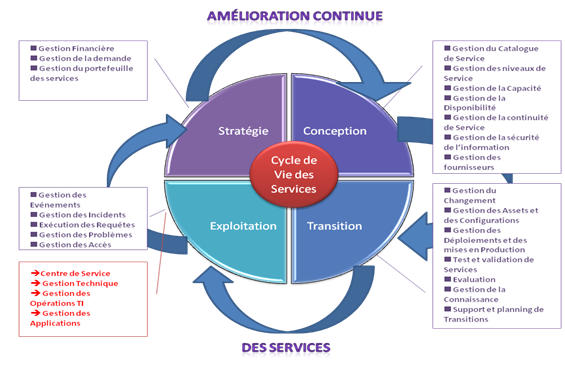 AMÉLIORATION CONTINUE
Gestion Financière
Gestion de la demande
Gestion du portefeuille
des services
Gestion du Catalogue
de Service
Gestion des niveaux de
Service
Gestion de la Capacité
Gestion de la
Disponibilité
Gestion de la continuité
de Service
Gestion de la sécurité
de l'information
Gestion des
fournisseurs
Stratégie
Conception
Cycle de
Vie des
Services
Exploitation
Transition
Gestion des
Evénements
Gestion des Incidents
Exécution des Requêtes
Gestion des Problèmes
Gestion des Accès
➔Centre de Service
➔Gestion Technique
➔Gestion des
Opérations TI
➔Gestion des
Applications
Gestion du
Changement
Gestion des Assets et
des Configurations
Gestion des
Déploiements et des
mises en Production
Test et validation de
Services
Evaluation
Gestion de la
Connaissance
Support et planning de
Transitions
DES SERVICES